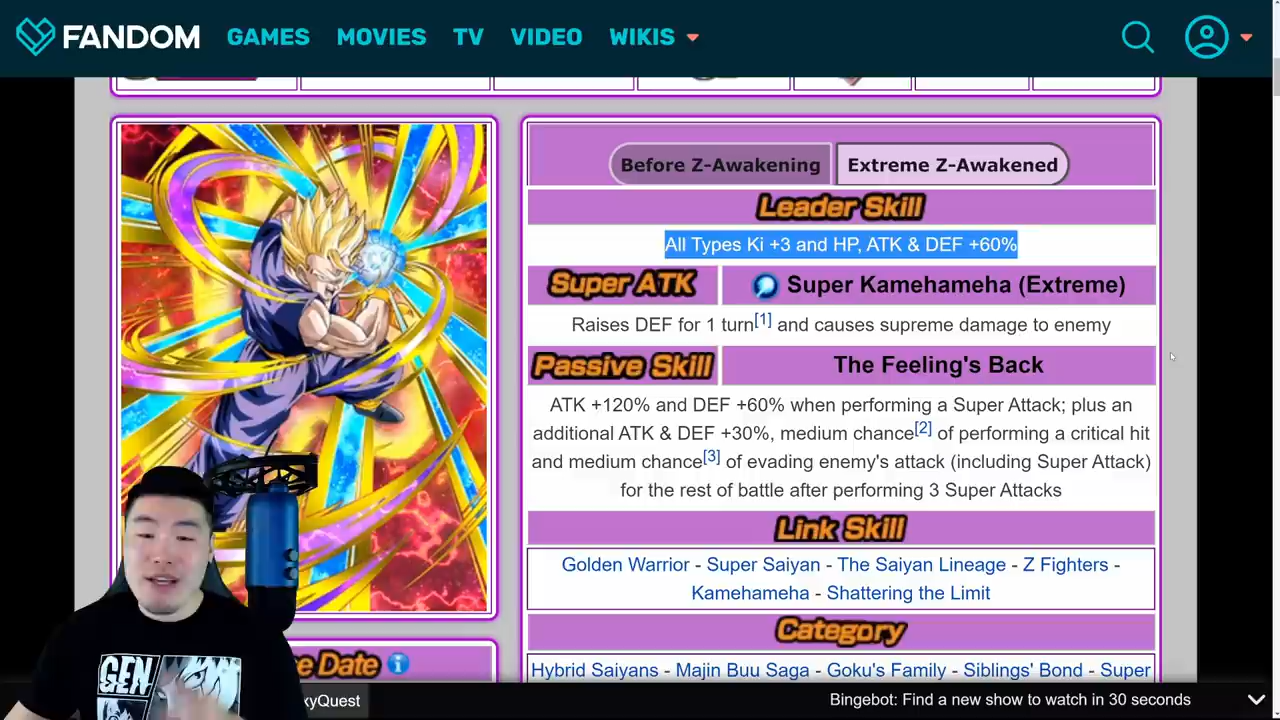 FANDOM GAMES MOVIES TV VIDEO WIKIS
Before Z-Awakening Extreme Z-Awakened
Leader Skill
All Types Ki +3 and HP, ATK & DEF +60%
Super ATK Super Kamehameha (Extreme)
Raises DEF for 1 turn[1] and causes supreme damage to enemy
Passive Skill The Feeling's Back
ATK +120% and DEF +60% when performing a Super Attack; plus an
additional ATK & DEF +30%, medium chance[2] of performing a critical hit
and medium chance[3] of evading enemy's attack (including Super Attack)
for the rest of battle after performing 3 Super Attacks
Link Skill
Golden Warrior - Super Saiyan - The Saiyan Lineage - Z Fighters -
Kamehameha - Shattering the Limit
Category
Hybrid Saiyans - Majin Buu Saga - Goku's Family - Siblings' Bond - Super
e Date i
GEN
xyQuest
Bingebot: Find a new show to watch in 30 seconds